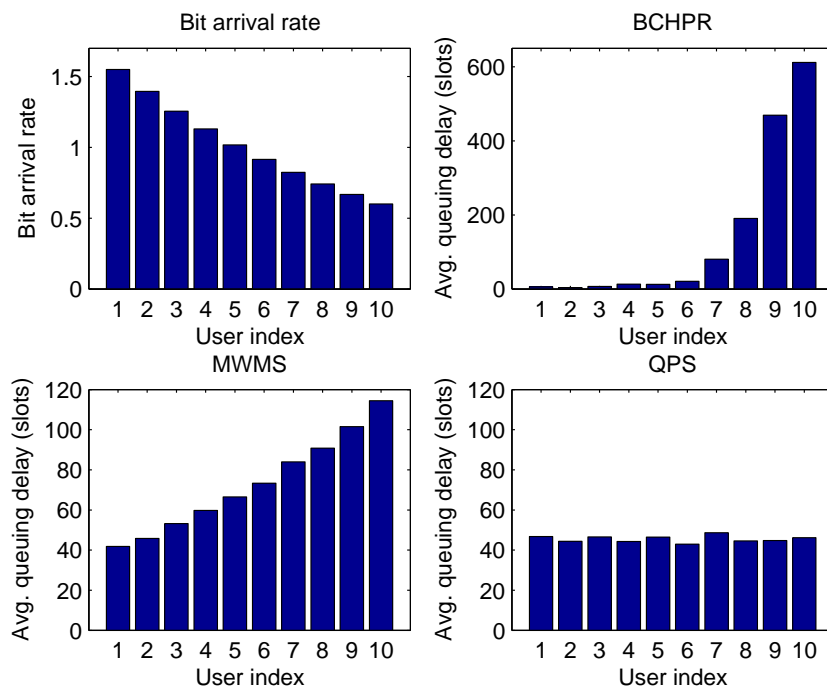 Bit arrival rate
Bit arrival rate
1.5
1
0.5
0
1 2 3 4 5 6 7 8 9 10
User index
BCHPR
Avg. queuing delay (slots)
600
400
200
0
1 2 3 4 5 6 7 8 9 10
User index
MWMS
Avg. queuing delay (slots)
120
100
80
60
40
20
0
1 2 3 4 5 6 7 8 9 10
User index
QPS
Avg. queuing delay (slots)
120
100
80
60
40
20
0
1 2 3 4 5 6 7 8 9 10
User index